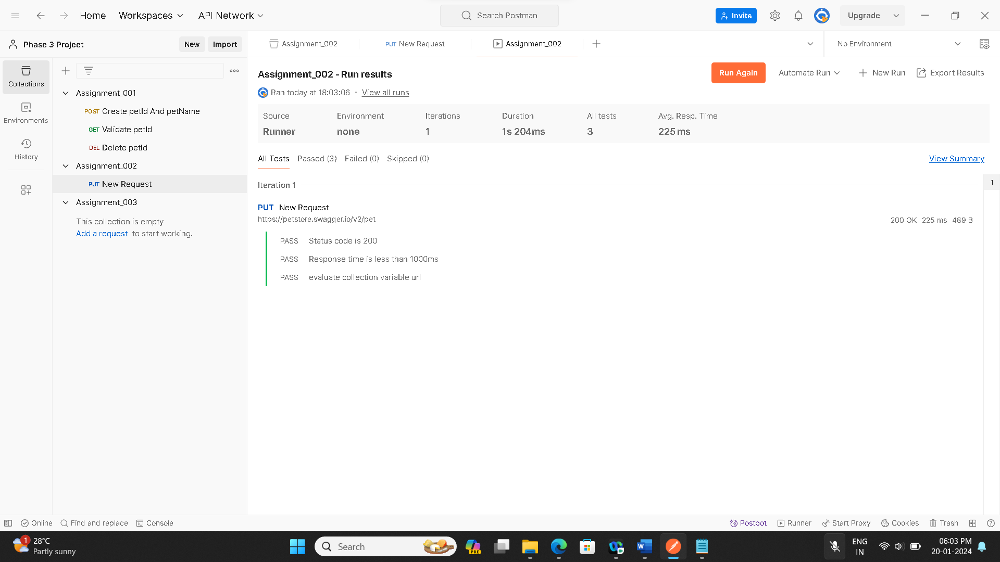 Home Workspaces API Network Search Postman Invite Upgrade
Phase 3 Project New Import Assignment_002 PUT New Request Assignment_002 No Environment
Collections
Environments
History
Assignment_001
POST Create petId And petName
GET Validate petId
DEL Delete petId
Assignment_002
PUT New Request
Assignment_003
This collection is empty
Add a request to start working.
Assignment_002 - Run results Run Again Automate Run New Run Export Results
Ran today at 18:03:06 · View all runs
Source Environment Iterations Duration All tests Avg. Resp. Time
Runner none 1 1s 204ms 3 225 ms
All Tests Passed (3) Failed (0) Skipped (0) View Summary
Iteration 1 1
PUT New Request
https://petstore.swagger.io/v2/pet 200 OK 225 ms 489 B
PASS Status code is 200
PASS Response time is less than 1000ms
PASS evaluate collection variable url
Online Find and replace Console Postbot Runner Start Proxy Cookies Trash
1 28°C
Partly sunny
Search
PRE
ENG
IN
06:03 PM
20-01-2024